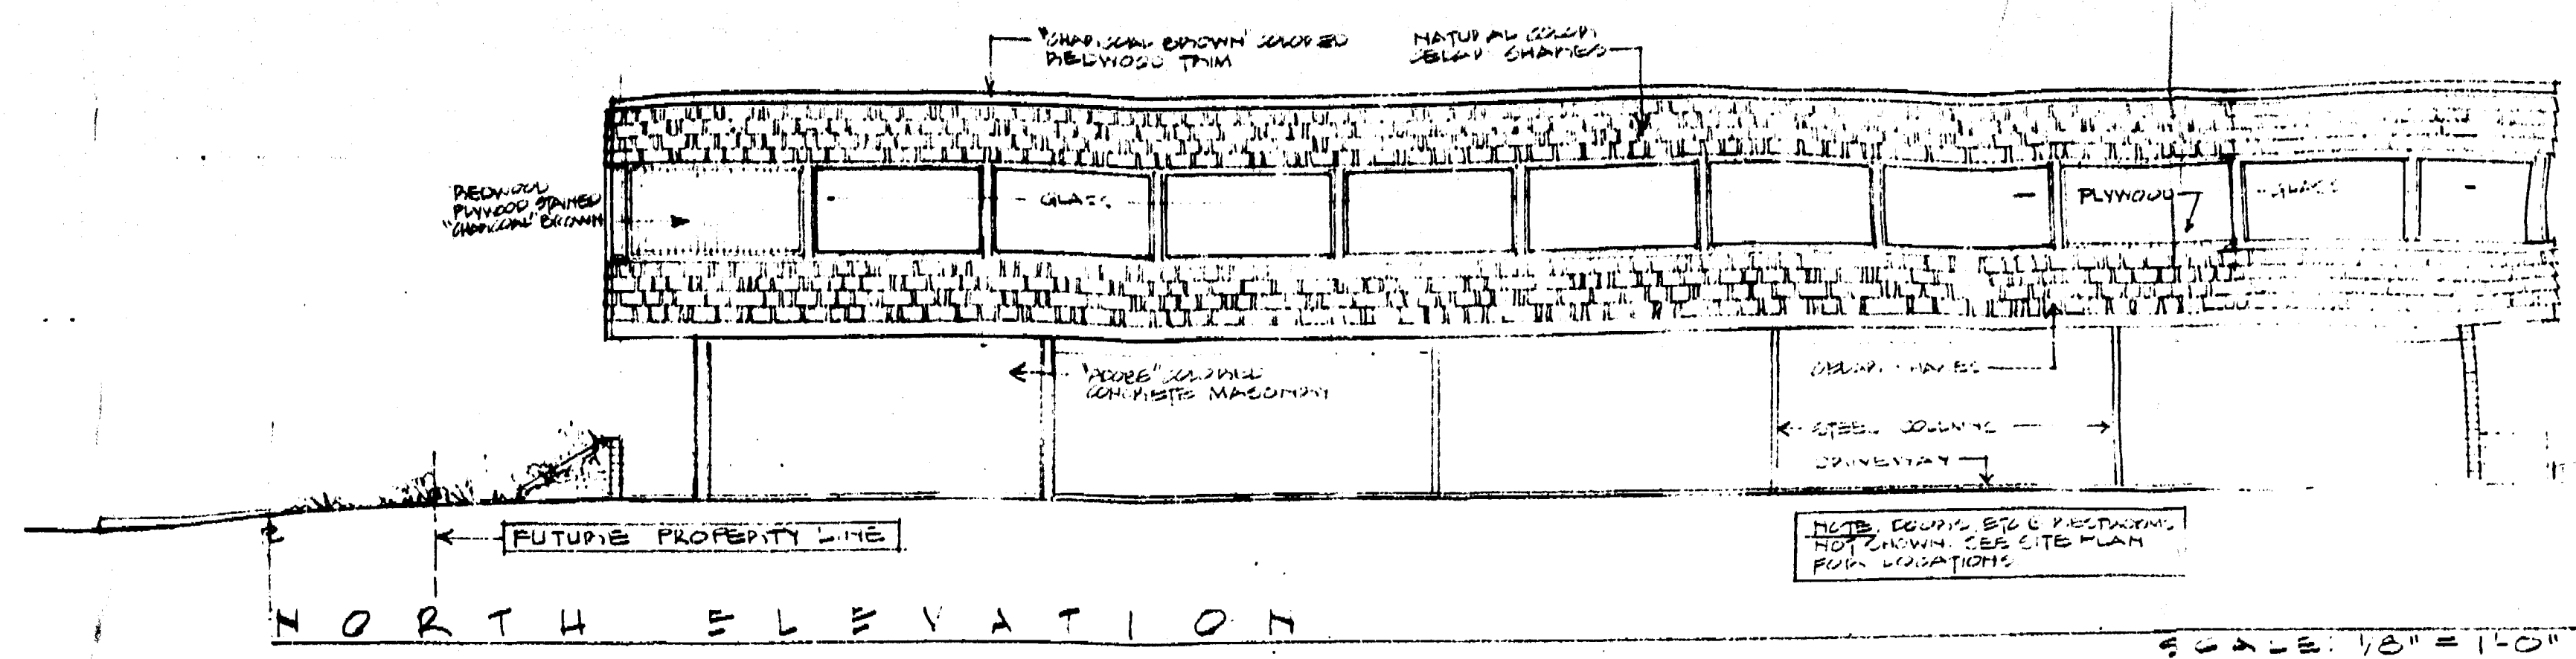 "CHARCOAL BROWN" COLORED
REDWOOD TRIM
NATURAL COLOR
CEDAR SHAKES
REDWOOD
PLYWOOD STAINED
"CHARCOAL" BROWN
GLASS
PLYWOOD
GLASS
"ADOBE" COLORED
CONCRETE MASONRY
CEDAR SHAKES
STEEL COLUMNS
DRIVEWAY
FUTURE PROPERTY LINE
NOTE: DOORS, ETC @ RESTROOMS
NOT SHOWN. SEE SITE PLAN
FOR LOCATIONS
NORTH ELEVATION
SCALE: 1/8" = 1'-0"